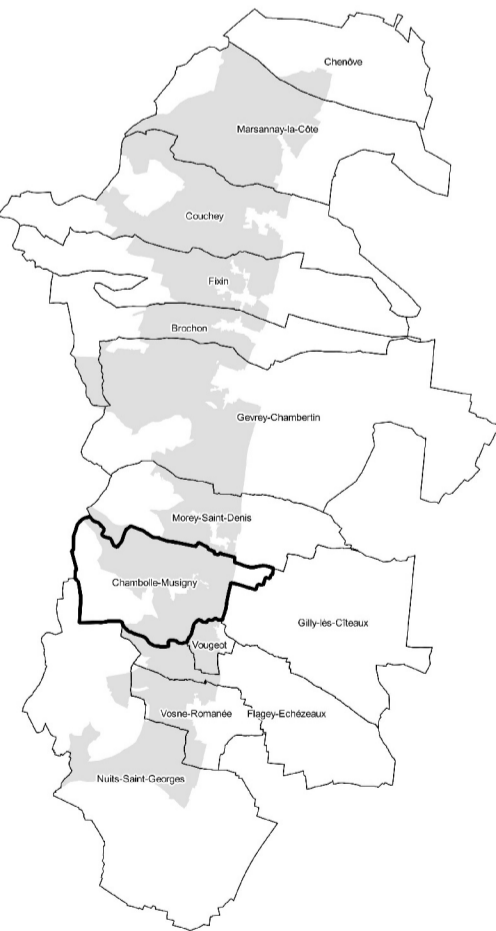 Chenôve
Marsannay-la-Côte
Couchey
Fixin
Brochon
Gevrey-Chambertin
Morey-Saint-Denis
Chambolle-Musigny
Gilly-lès-Cîteaux
Vougeot
Vosne-Romanée
Flagey-Echézeaux
Nuits-Saint-Georges